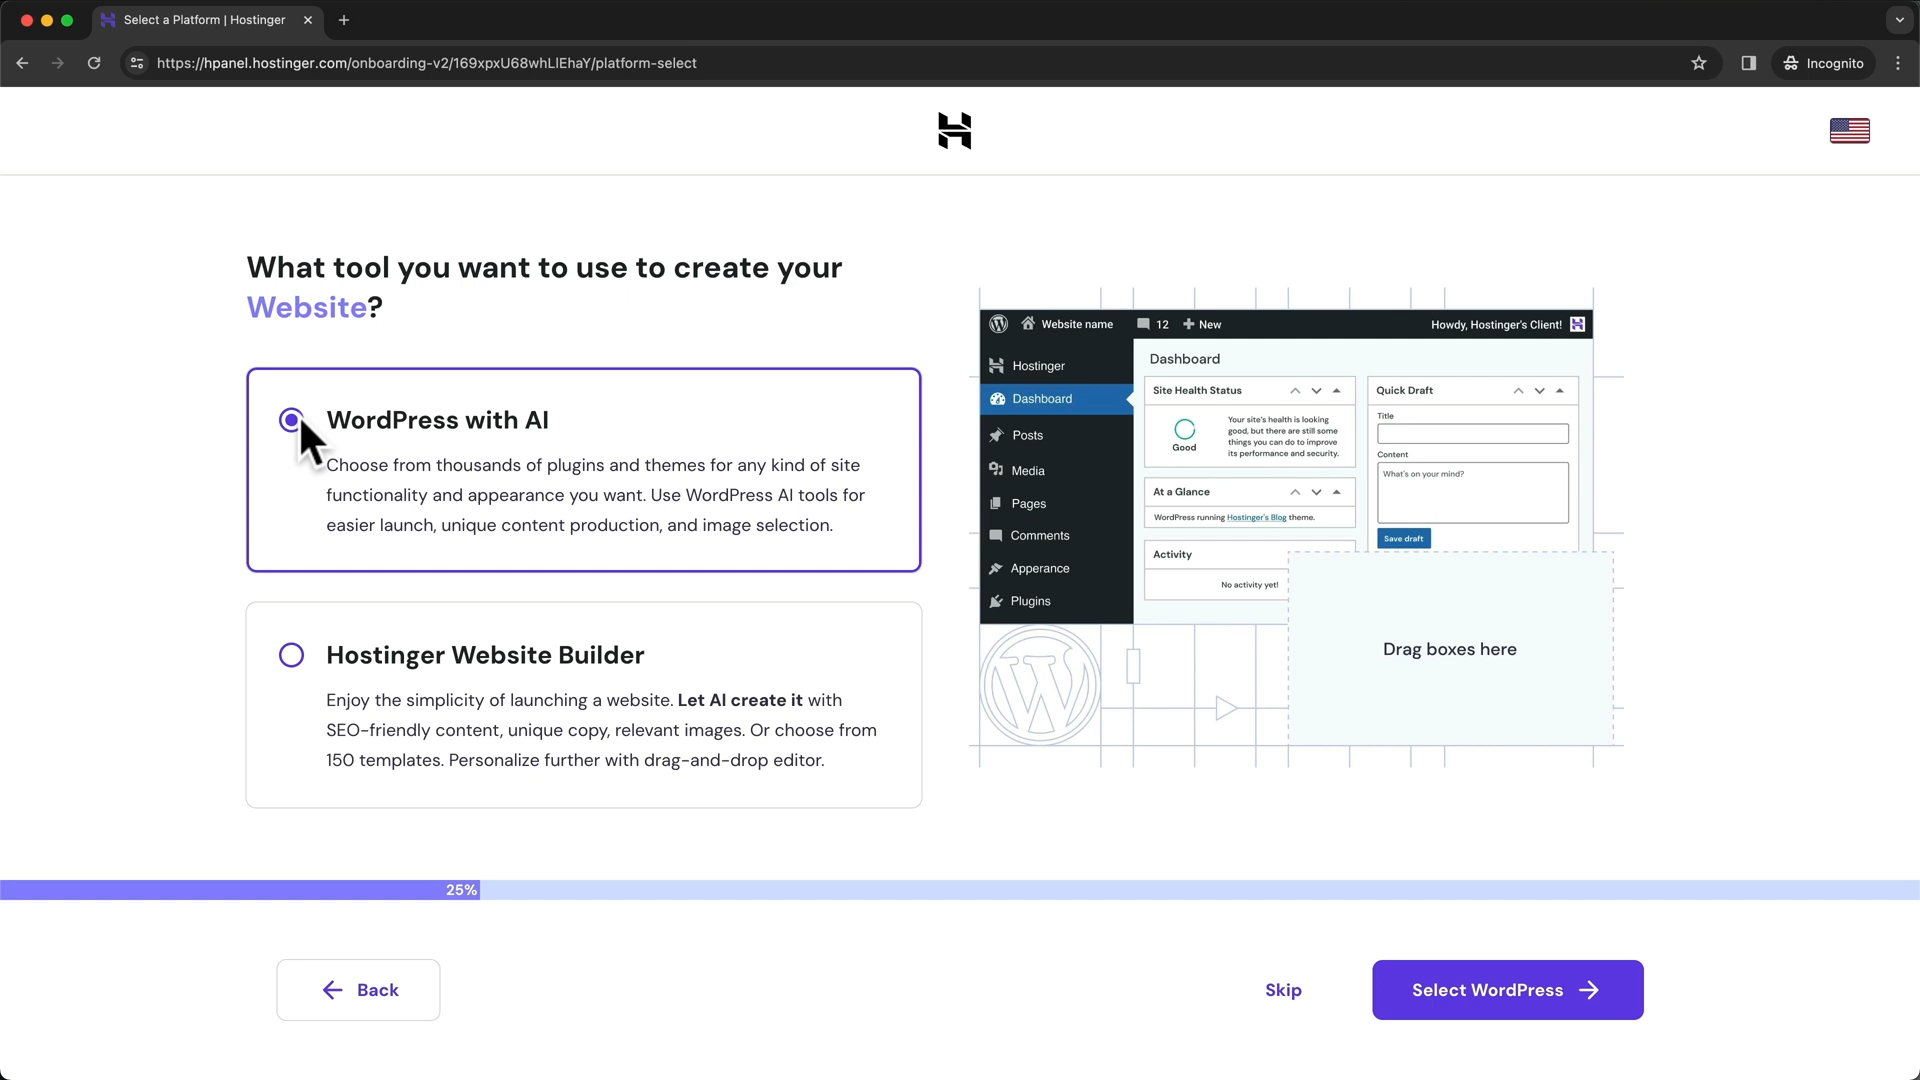 Select a Platform | Hostinger
https://hpanel.hostinger.com/onboarding-v2/169xpxU68whLlEhaY/platform-select
Incognito
What tool you want to use to create your
Website?
WordPress with AI
Choose from thousands of plugins and themes for any kind of site
functionality and appearance you want. Use WordPress AI tools for
easier launch, unique content production, and image selection.
Hostinger Website Builder
Enjoy the simplicity of launching a website. Let AI create it with
SEO-friendly content, unique copy, relevant images. Or choose from
150 templates. Personalize further with drag-and-drop editor.
Website name
12
New
Howdy, Hostinger's Client!
Hostinger
Dashboard
Posts
Media
Pages
Comments
Apperance
Plugins
Dashboard
Site Health Status
Good
Your site's health is looking
good, but there are still some
things you can do to improve
its performance and security.
At a Glance
WordPress running Hostinger's Blog theme.
Activity
No activity yet!
Quick Draft
Title
Content
What's on your mind?
Save draft
Drag boxes here
25%
Back
Skip
Select WordPress